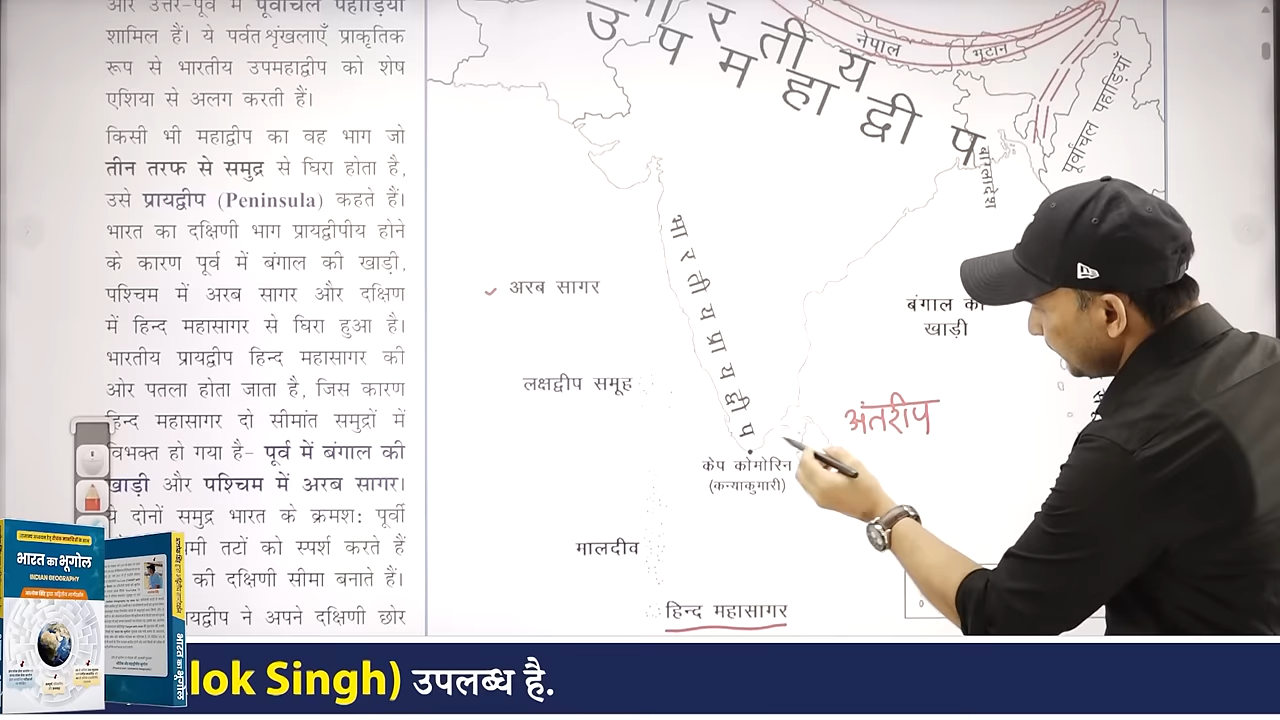 और उत्तर-पूर्व में पूर्वांचल पहाड़ियाँ
शामिल हैं। ये पर्वतशृंखलाएँ प्राकृतिक
रूप से भारतीय उपमहाद्वीप को शेष
एशिया से अलग करती हैं।
किसी भी महाद्वीप का वह भाग जो
तीन तरफ से समुद्र से घिरा होता है,
उसे प्रायद्वीप (Peninsula) कहते हैं।
भारत का दक्षिणी भाग प्रायद्वीपीय होने
के कारण पूर्व में बंगाल की खाड़ी,
पश्चिम में अरब सागर और दक्षिण
में हिन्द महासागर से घिरा हुआ है।
भारतीय प्रायद्वीप हिन्द महासागर की
ओर पतला होता जाता है, जिस कारण
हिन्द महासागर दो सीमांत समुद्रों में
विभक्त हो गया है- पूर्व में बंगाल की
खाड़ी और पश्चिम में अरब सागर।
ये दोनों समुद्र भारत के क्रमश: पूर्वी
तटों को स्पर्श करते हैं
की दक्षिणी सीमा बनाते हैं।
ने अपने दक्षिणी छोर
उपमहाद्वीप
नेपाल
भूटान
पूर्वांचल पहाड़ियाँ
बांग्लादेश
भारतीय प्रायद्वीप
अरब सागर
बंगाल की
खाड़ी
लक्षद्वीप समूह
अंतरीप
केप कोमोरिन
(कन्याकुमारी)
मालदीव
हिन्द महासागर
भारत का भूगोल
INDIAN GEOGRAPHY
भारत का भूगोल
lok Singh) उपलब्ध है.